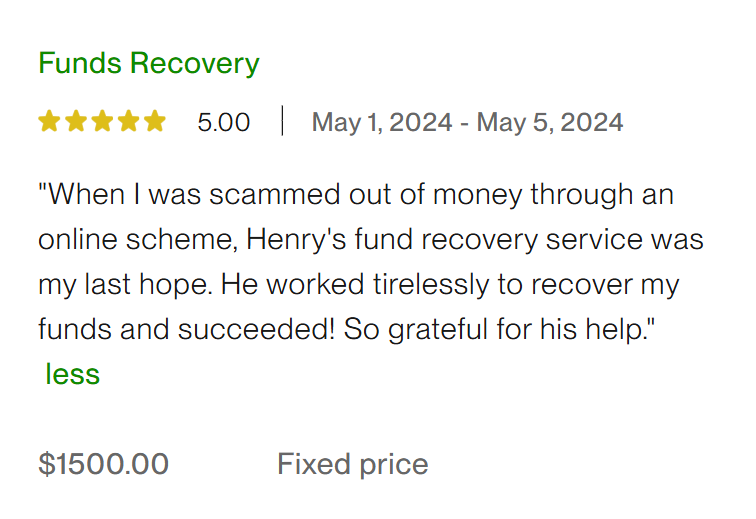 Funds Recovery
5.00 | May 1, 2024 - May 5, 2024
"When I was scammed out of money through an
online scheme, Henry's fund recovery service was
my last hope. He worked tirelessly to recover my
funds and succeeded! So grateful for his help."
less
$1500.00 Fixed price